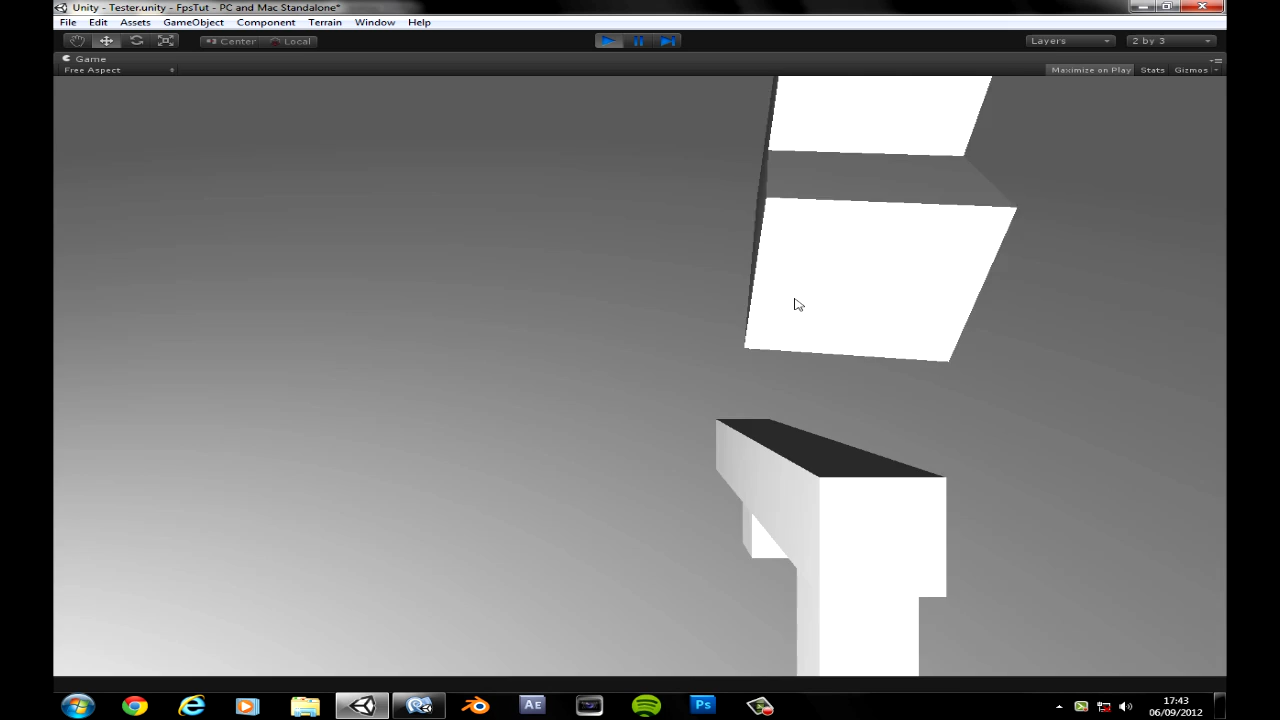 Unity - Tester.unity - FpsTut - PC and Mac Standalone*
File Edit Assets GameObject Component Terrain Window Help
Center Local Layers 2 by 3
Game
Free Aspect Maximize on Play Stats Gizmos
AE Ps
17:43
06/09/2012